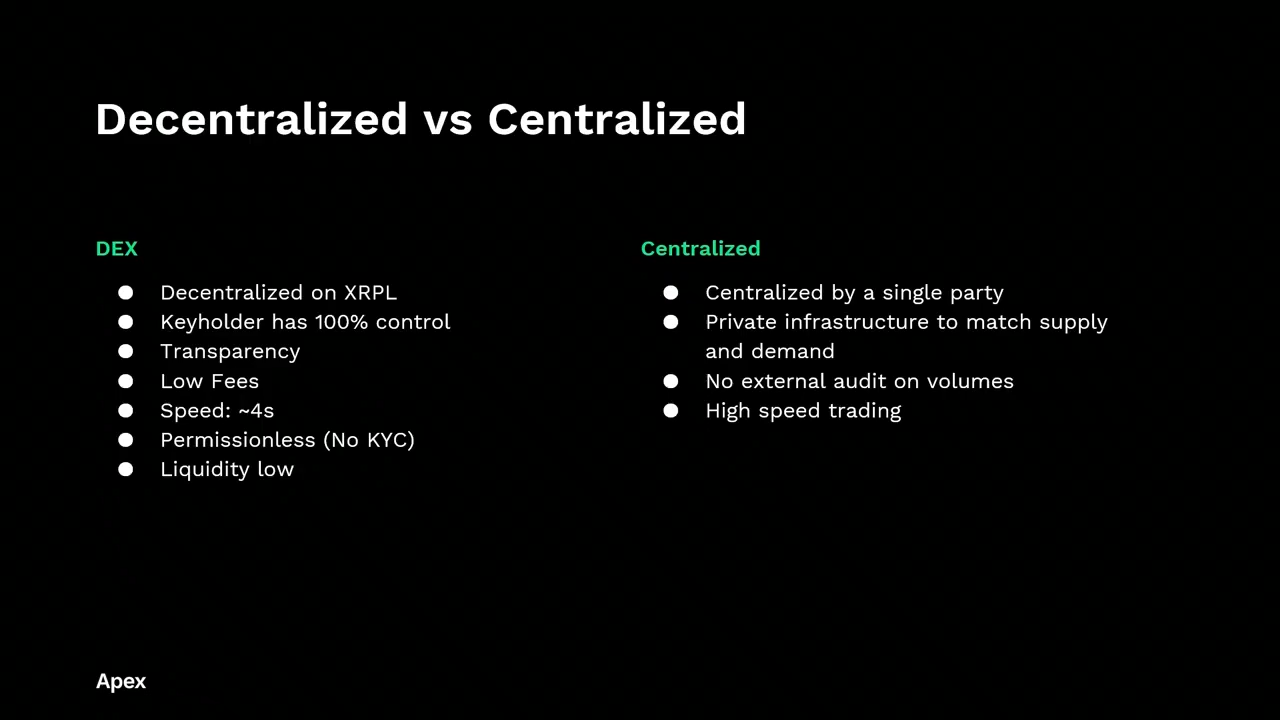 Decentralized vs Centralized
DEX
● Decentralized on XRPL
● Keyholder has 100% control
● Transparency
● Low Fees
● Speed: ~4s
● Permissionless (No KYC)
● Liquidity low
Centralized
● Centralized by a single party
● Private infrastructure to match supply
and demand
● No external audit on volumes
● High speed trading
Apex